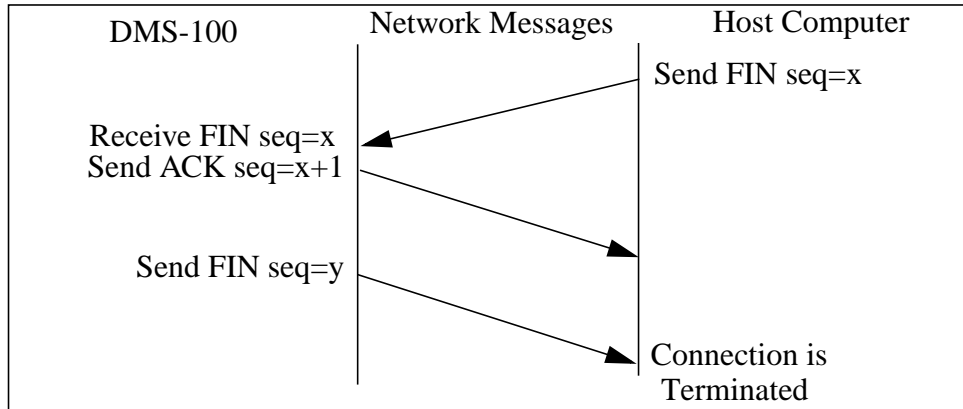 DMS-100
Network Messages
Host Computer
Send FIN seq=x
Receive FIN seq=x
Send ACK seq=x+1
Send FIN seq=y
Connection is
Terminated